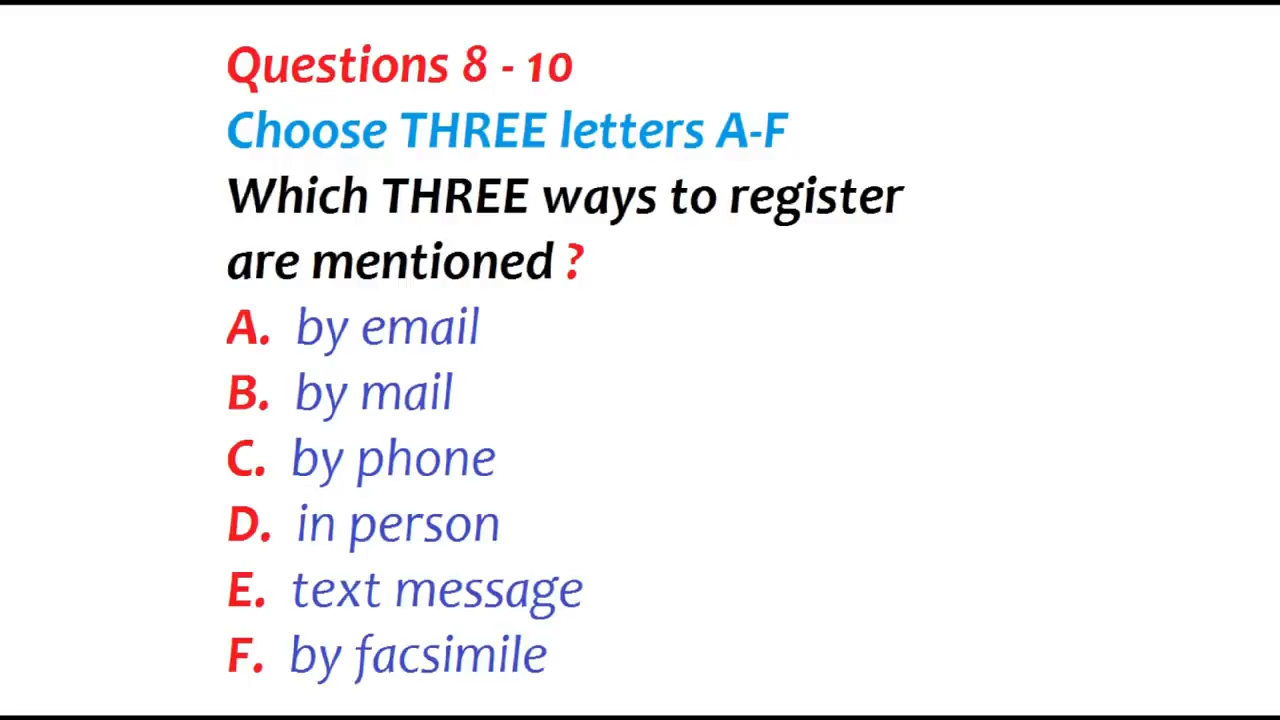 Questions 8 - 10
Choose THREE letters A-F
Which THREE ways to register
are mentioned ?
A. by email
B. by mail
C. by phone
D. in person
E. text message
F. by facsimile